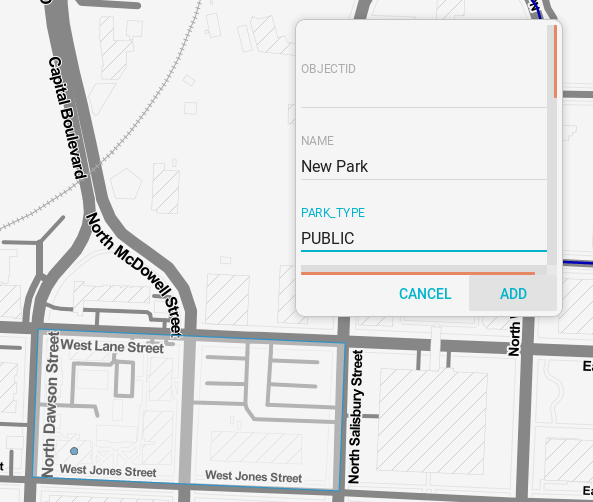 Capital Boulevard
OBJECTID
NAME
New Park
PARK_TYPE
PUBLIC
CANCEL
ADD
North McDowell Street
West Lane Street
North Dawson Street
North Salisbury Street
West Jones Street
West Jones Street